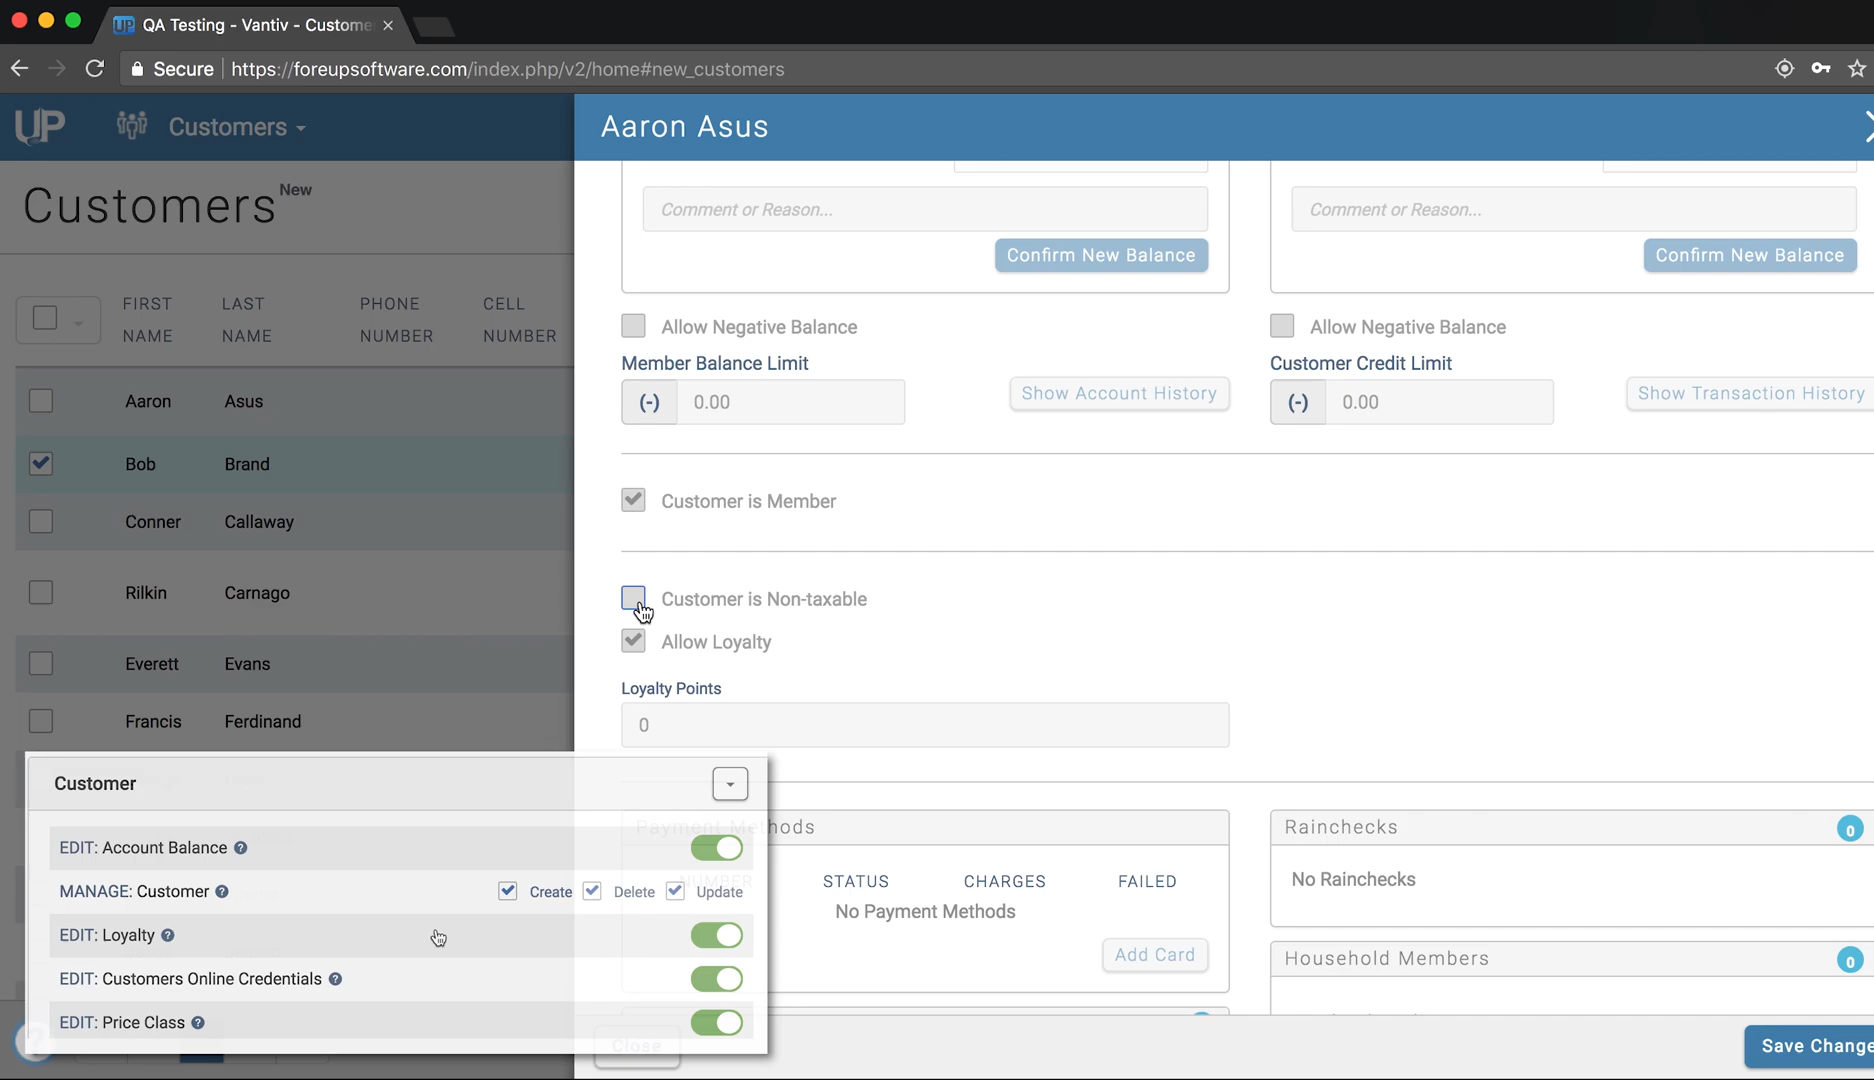 QA Testing - Vantiv - Custome
Secure https://foreupsoftware.com/index.php/v2/home#new_customers
UP Customers
Aaron Asus
Customers New
FIRST NAME LAST NAME PHONE NUMBER CELL NUMBER
Aaron Asus
Bob Brand
Conner Callaway
Rilkin Carnago
Everett Evans
Francis Ferdinand
Comment or Reason...
Confirm New Balance
Allow Negative Balance
Member Balance Limit
(-) 0.00
Show Account History
Comment or Reason...
Confirm New Balance
Allow Negative Balance
Customer Credit Limit
(-) 0.00
Show Transaction History
Customer is Member
Customer is Non-taxable
Allow Loyalty
Loyalty Points
0
Payment Methods
NUMBER STATUS CHARGES FAILED
No Payment Methods
Add Card
Rainchecks 0
No Rainchecks
Household Members 0
Customer
EDIT: Account Balance ?
MANAGE: Customer ? Create Delete Update
EDIT: Loyalty ?
EDIT: Customers Online Credentials ?
EDIT: Price Class ?
Close
Save Change